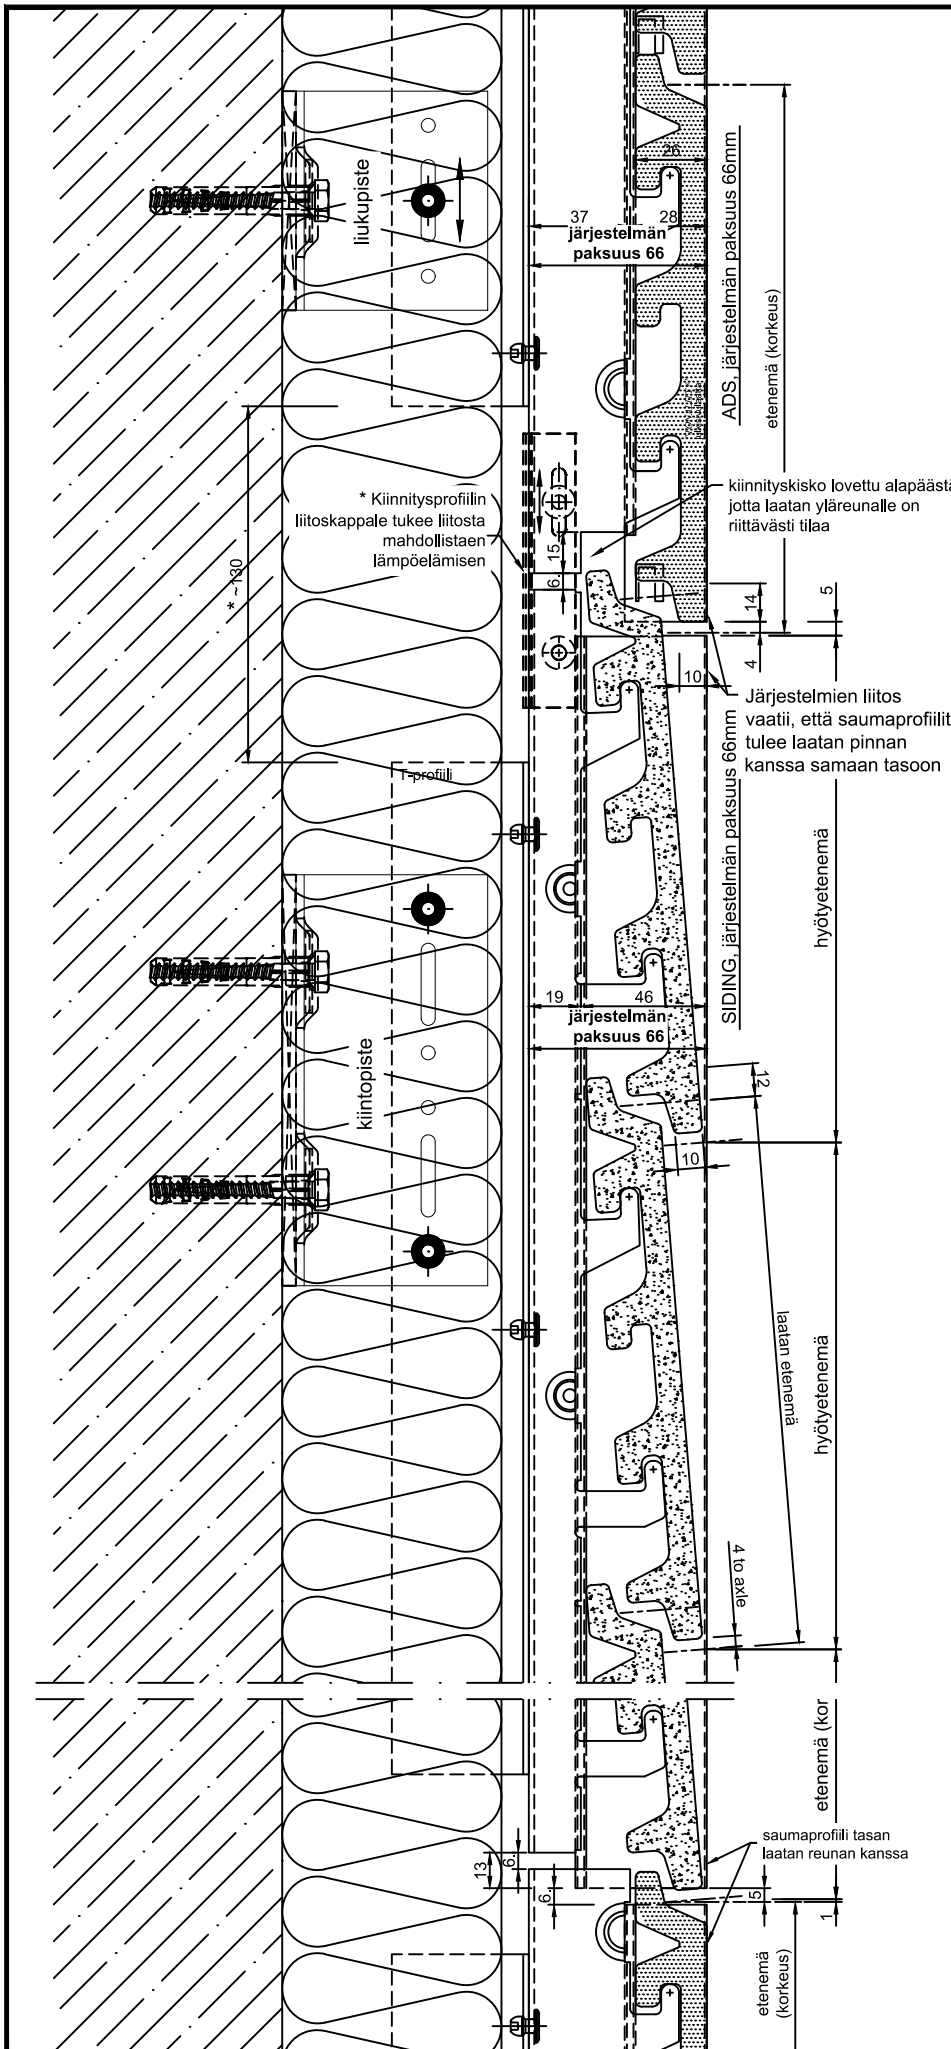 26
37
28
järjestelmän
paksuus 66
liukupiste
ADS, järjestelmän paksuus 66mm
etenemä (korkeus)
kiinnityskisko lovettu alapäästä
jotta laatan yläreunalle on
riittävästi tilaa
* Kiinnitysprofiilin
liitoskappale tukee liitosta
mahdollistaen
lämpöelämisen
* ~130
15
6
14
5
4
10
Järjestelmien liitos
vaatii, että saumaprofiilit
tulee laatan pinnan
kanssa samaan tasoon
T-profiili
SIDING, järjestelmän paksuus 66mm
hyötyetenemä
19
46
järjestelmän
paksuus 66
kiintopiste
12
10
laatan etenemä
hyötyetenemä
4 to axle
etenemä (kor
saumaprofiili tasan
laatan reunan kanssa
13
6
6
5
1
etenemä
(korkeus)